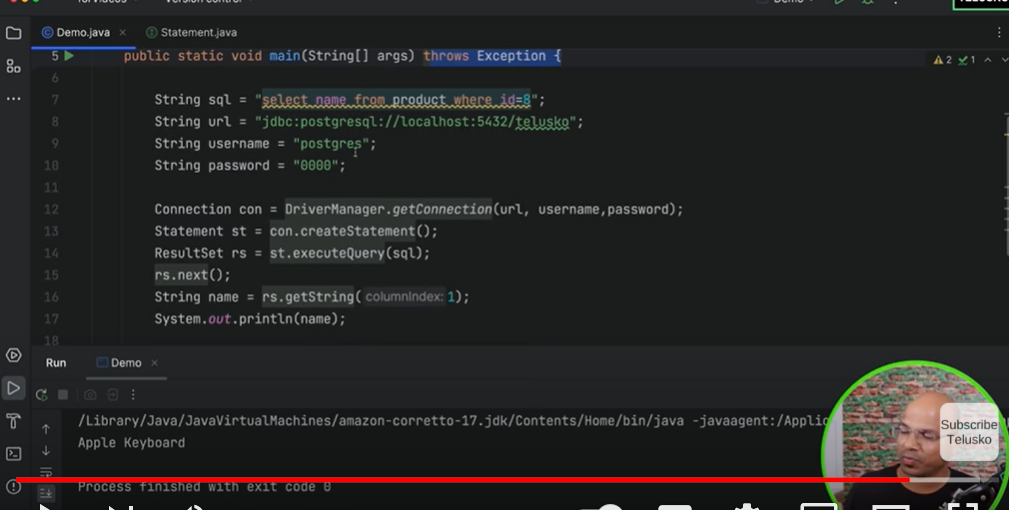 Demo.java
Statement.java
5 public static void main(String[] args) throws Exception {
2 1
6
7 String sql = "select name from product where id=8";
8 String url = "jdbc:postgresql://localhost:5432/telusko";
9 String username = "postgres";
10 String password = "0000";
11
12 Connection con = DriverManager.getConnection(url, username,password);
13 Statement st = con.createStatement();
14 ResultSet rs = st.executeQuery(sql);
15 rs.next();
16 String name = rs.getString( columnIndex: 1);
17 System.out.println(name);
18
Run Demo
/Library/Java/JavaVirtualMachines/amazon-corretto-17.jdk/Contents/Home/bin/java -javaagent:/Applic
Apple Keyboard
Subscribe
Telusko
Process finished with exit code 0